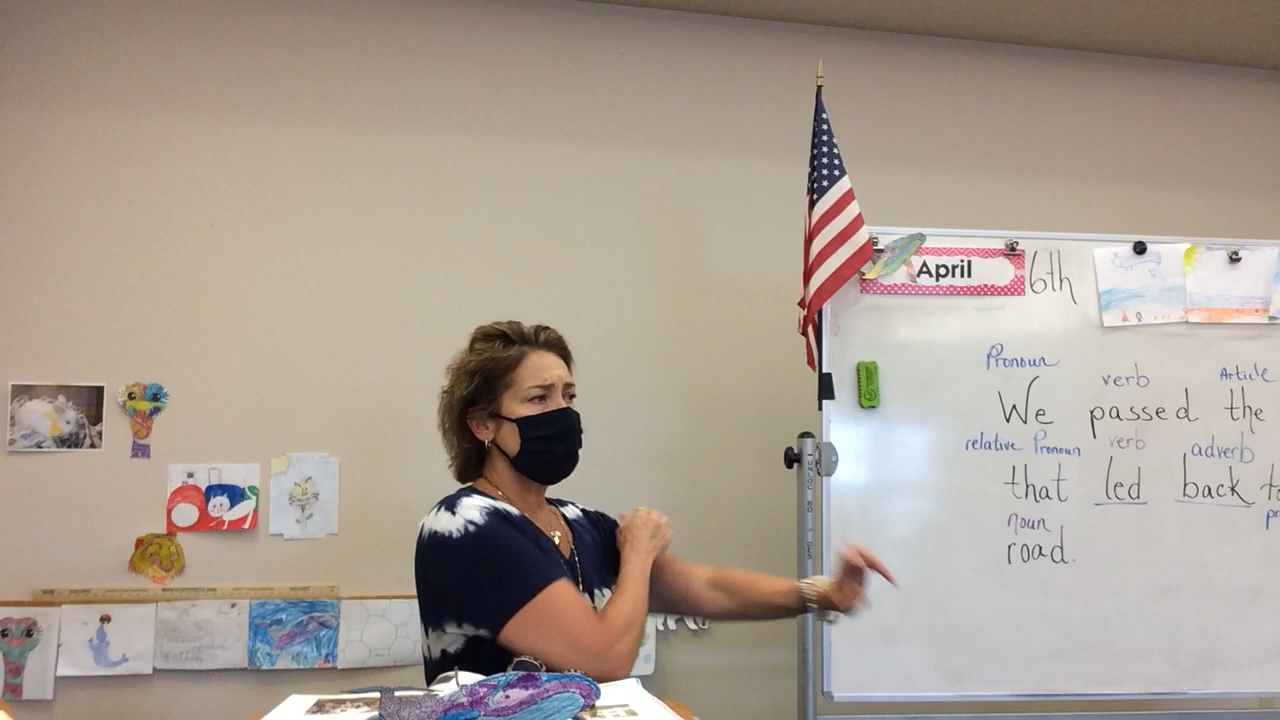 April 6th
Pronoun verb Article
We passed the
relative Pronoun verb adverb
that led back
noun
road.